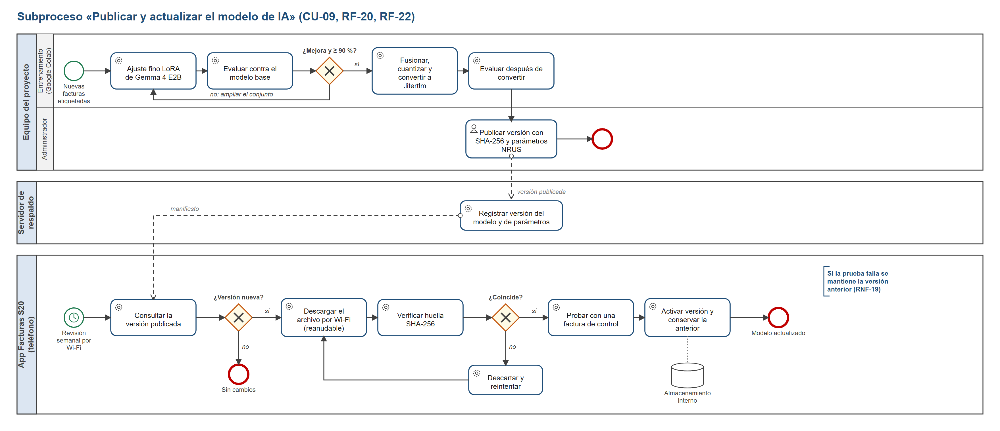 Subproceso «Publicar y actualizar el modelo de IA» (CU-09, RF-20, RF-22)
Equipo del proyecto
Entrenamiento
(Google Colab)
Nuevas
facturas
etiquetadas
Ajuste fino LoRA
de Gemma 4 E2B
Evaluar contra el
modelo base
¿Mejora y ≥ 90 %?
sí
no: ampliar el conjunto
Fusionar,
cuantizar y
convertir a
.litertlm
Evaluar después de
convertir
Administrador
Publicar versión con
SHA-256 y parámetros
NRUS
Servidor de
respaldo
versión publicada
manifiesto
Registrar versión del
modelo y de parámetros
App Facturas S20
(teléfono)
Si la prueba falla se
mantiene la versión
anterior (RNF-19)
Revisión
semanal por
Wi-Fi
Consultar la
versión publicada
¿Versión nueva?
sí
no
Sin cambios
Descargar el
archivo por Wi-Fi
(reanudable)
Verificar huella
SHA-256
¿Coincide?
sí
no
Descartar y
reintentar
Probar con una
factura de control
Activar versión y
conservar la
anterior
Modelo actualizado
Almacenamiento
interno